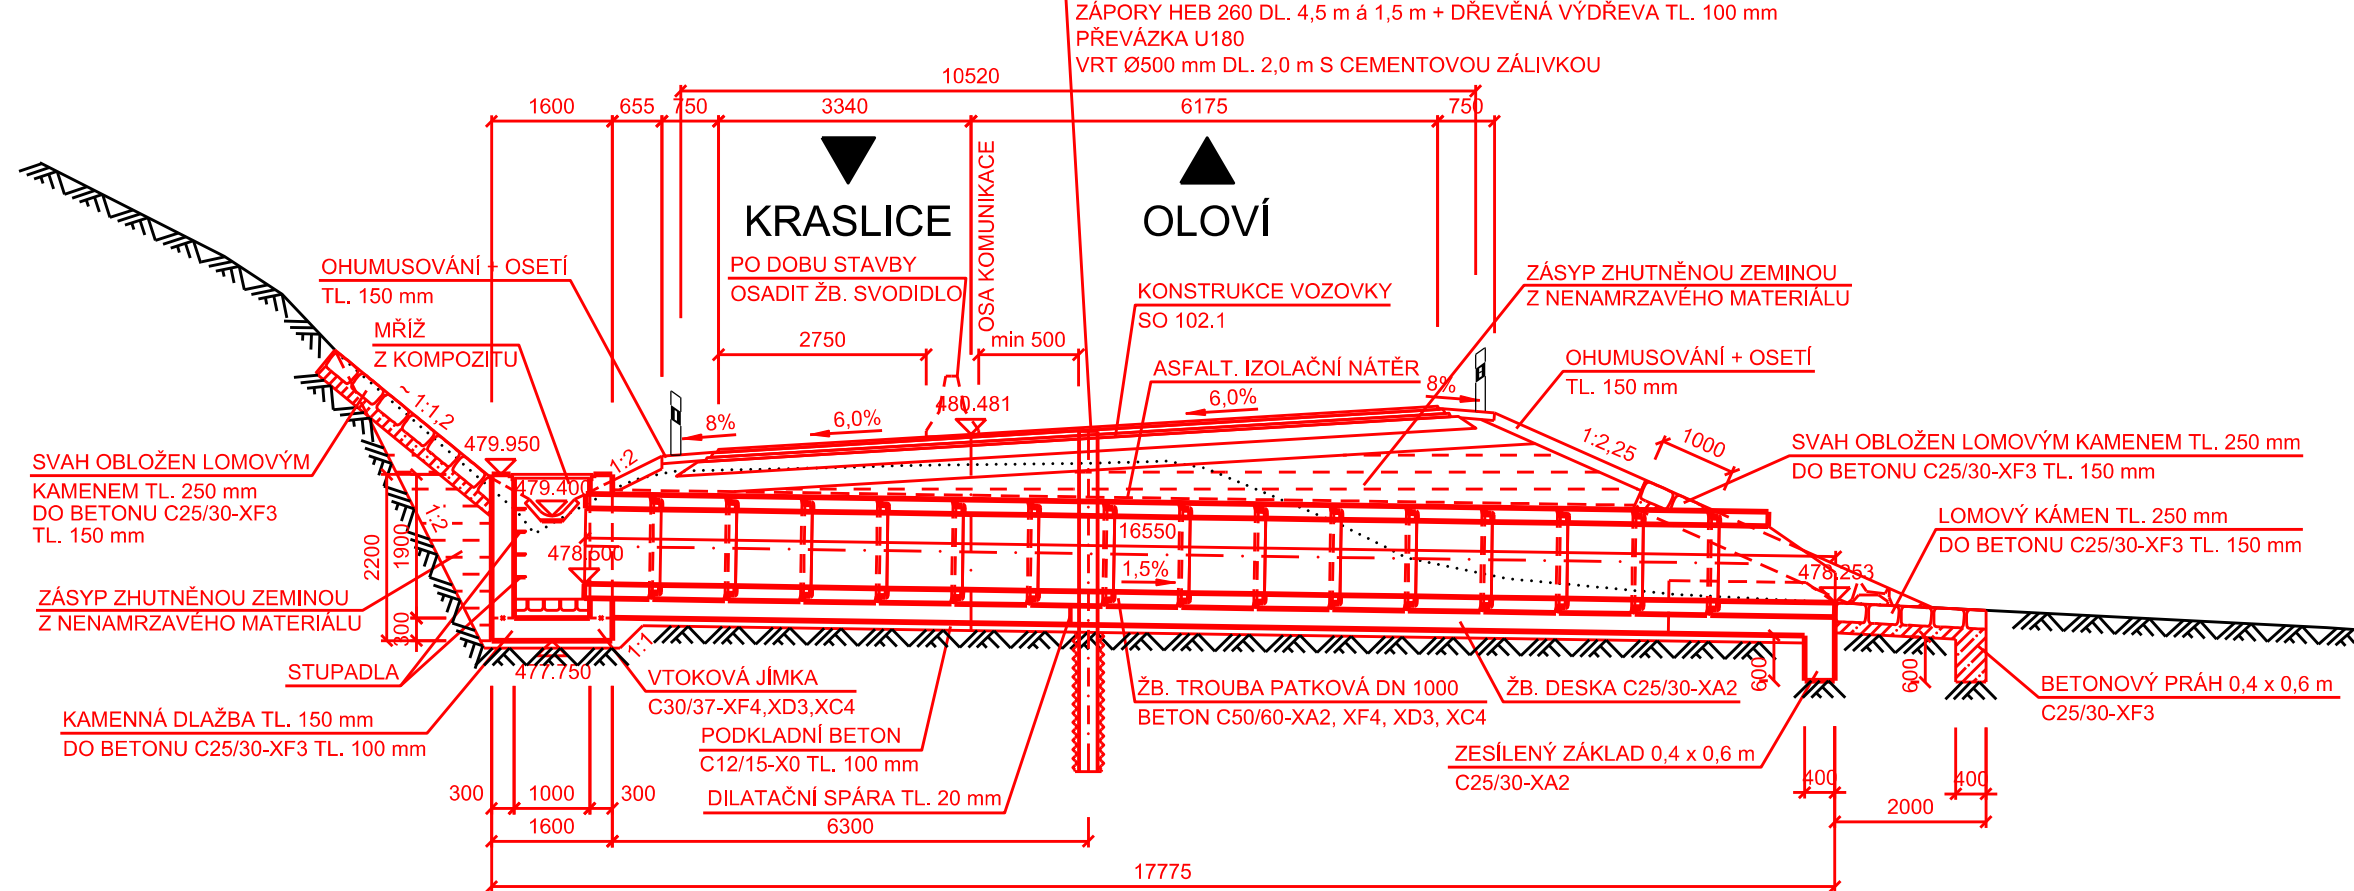 ZÁPORY HEB 260 DL. 4,5 m á 1,5 m + DŘEVĚNÁ VÝDŘEVA TL. 100 mm
PŘEVÁZKA U180
VRT Ø500 mm DL. 2,0 m S CEMENTOVOU ZÁLIVKOU
10520
1600
655
750
3340
6175
750
KRASLICE
OLOVÍ
OSA KOMUNIKACE
OHUMUSOVÁNÍ + OSETÍ
TL. 150 mm
PO DOBU STAVBY
OSADIT ŽB. SVODIDLO
KONSTRUKCE VOZOVKY
SO 102.1
ZÁSYP ZHUTNĚNOU ZEMINOU
Z NENAMRZAVÉHO MATERIÁLU
MŘÍŽ
Z KOMPOZITU
2750
min 500
ASFALT. IZOLAČNÍ NÁTĚR
OHUMUSOVÁNÍ + OSETÍ
TL. 150 mm
~ 1:1,2
8%
6,0%
480.481
6,0%
8%
1:2,25
1000
479.950
1:2
479.400
SVAH OBLOŽEN LOMOVÝM
KAMENEM TL. 250 mm
DO BETONU C25/30-XF3
TL. 150 mm
SVAH OBLOŽEN LOMOVÝM KAMENEM TL. 250 mm
DO BETONU C25/30-XF3 TL. 150 mm
LOMOVÝ KÁMEN TL. 250 mm
DO BETONU C25/30-XF3 TL. 150 mm
1:2
2200
1900
300
478.500
16550
1,5%
478.253
ZÁSYP ZHUTNĚNOU ZEMINOU
Z NENAMRZAVÉHO MATERIÁLU
STUPADLA
477.750
1:1
VTOKOVÁ JÍMKA
C30/37-XF4,XD3,XC4
ŽB. TROUBA PATKOVÁ DN 1000
BETON C50/60-XA2, XF4, XD3, XC4
ŽB. DESKA C25/30-XA2
600
600
BETONOVÝ PRÁH 0,4 x 0,6 m
C25/30-XF3
KAMENNÁ DLAŽBA TL. 150 mm
DO BETONU C25/30-XF3 TL. 100 mm
PODKLADNÍ BETON
C12/15-X0 TL. 100 mm
ZESÍLENÝ ZÁKLAD 0,4 x 0,6 m
C25/30-XA2
DILATAČNÍ SPÁRA TL. 20 mm
300
1000
300
400
400
2000
1600
6300
17775